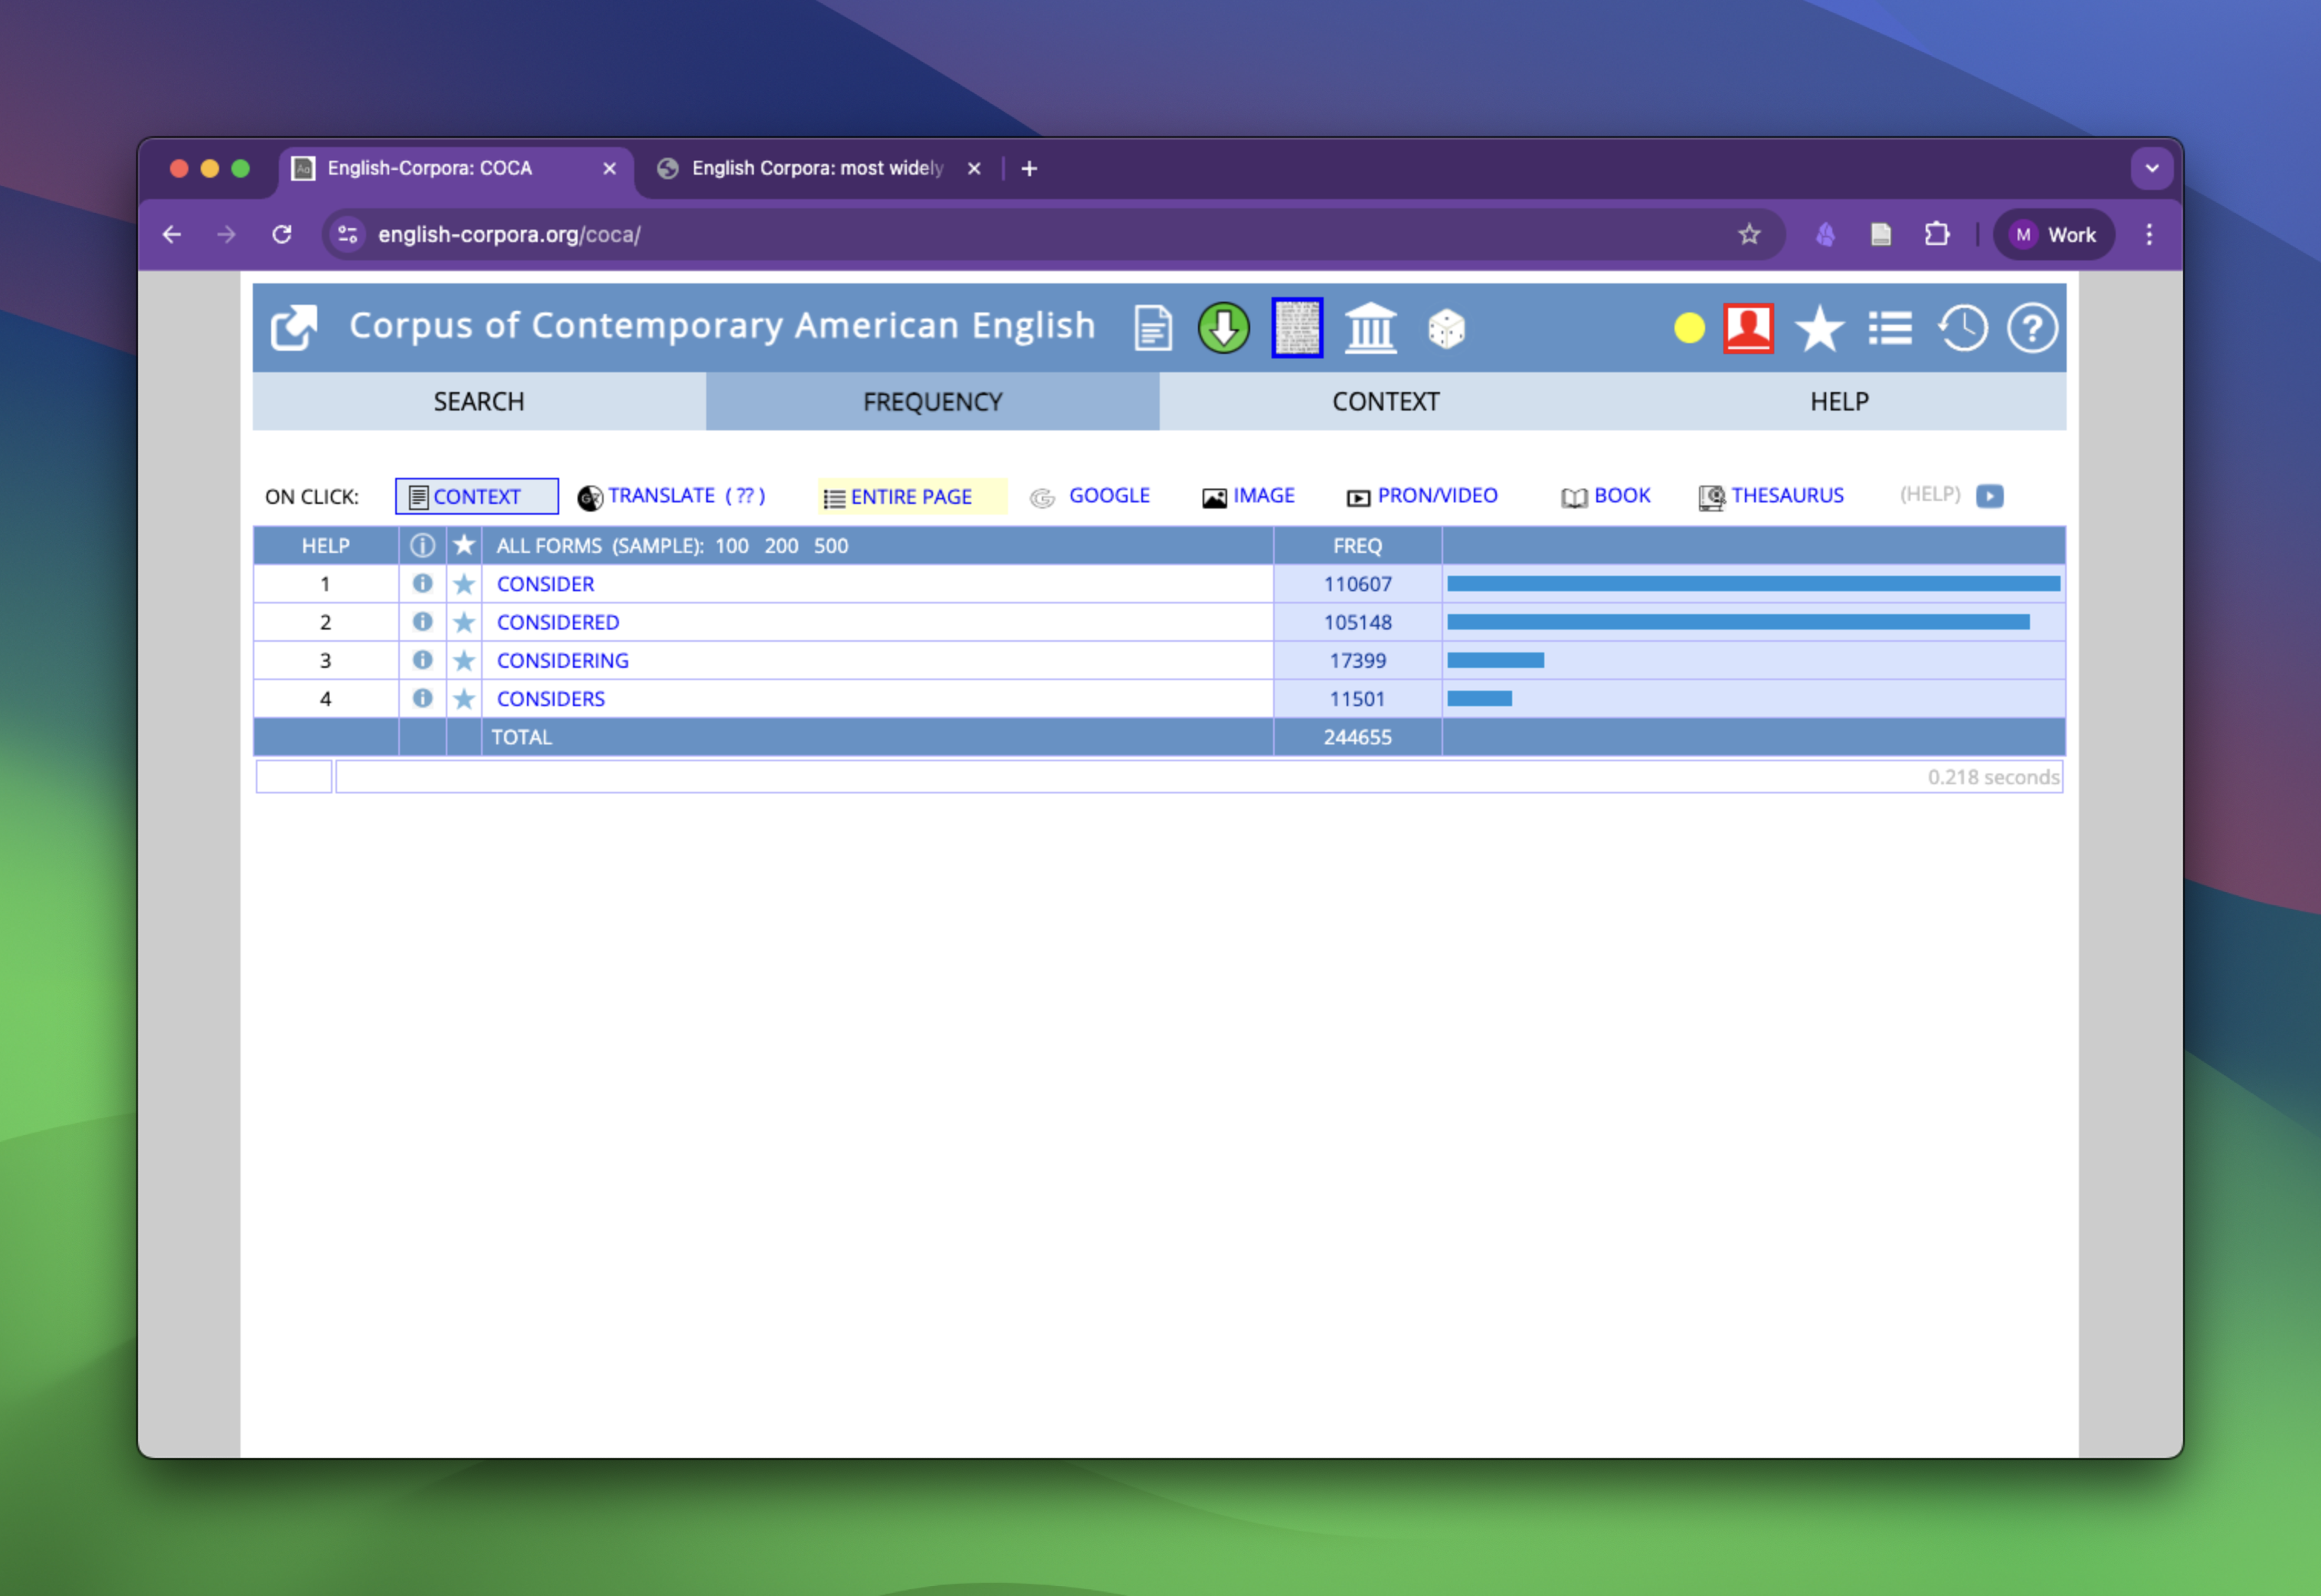 English-Corpora: COCA
English Corpora: most widely
english-corpora.org/coca/
M Work
Corpus of Contemporary American English
SEARCH FREQUENCY CONTEXT HELP
ON CLICK: CONTEXT TRANSLATE ( ?? ) ENTIRE PAGE GOOGLE IMAGE PRON/VIDEO BOOK THESAURUS (HELP)
HELP ALL FORMS (SAMPLE): 100 200 500 FREQ
1 CONSIDER 110607
2 CONSIDERED 105148
3 CONSIDERING 17399
4 CONSIDERS 11501
TOTAL 244655
0.218 seconds